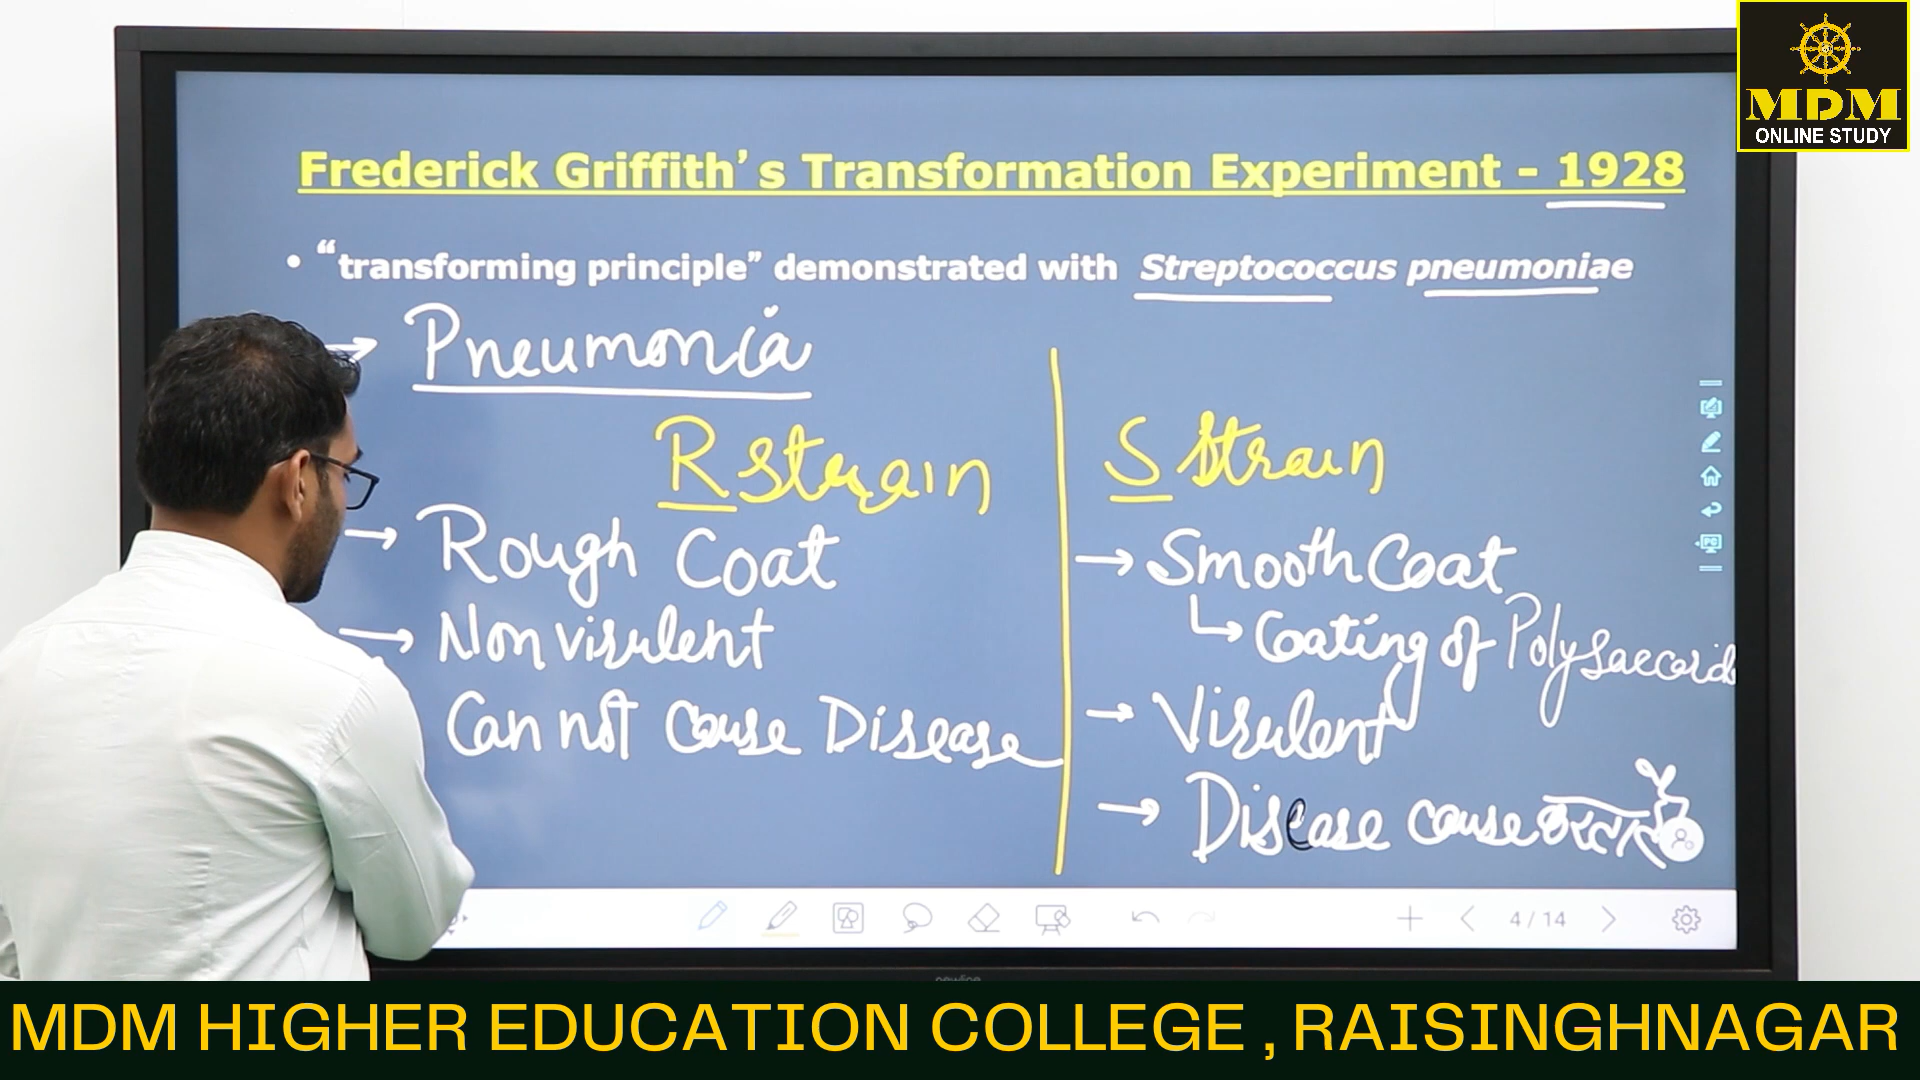 MDM
ONLINE STUDY
Frederick Griffith's Transformation Experiment - 1928
• “transforming principle” demonstrated with Streptococcus pneumoniae
→ Pneumonia
R Strain
S Strain
→ Rough Coat
→ Smooth Coat
↳ Coating of
→ Non virulent
→ Virulent
Can not cause Disease
→ Disease cause
4/14
newline
MDM HIGHER EDUCATION COLLEGE , RAISINGHNAGAR